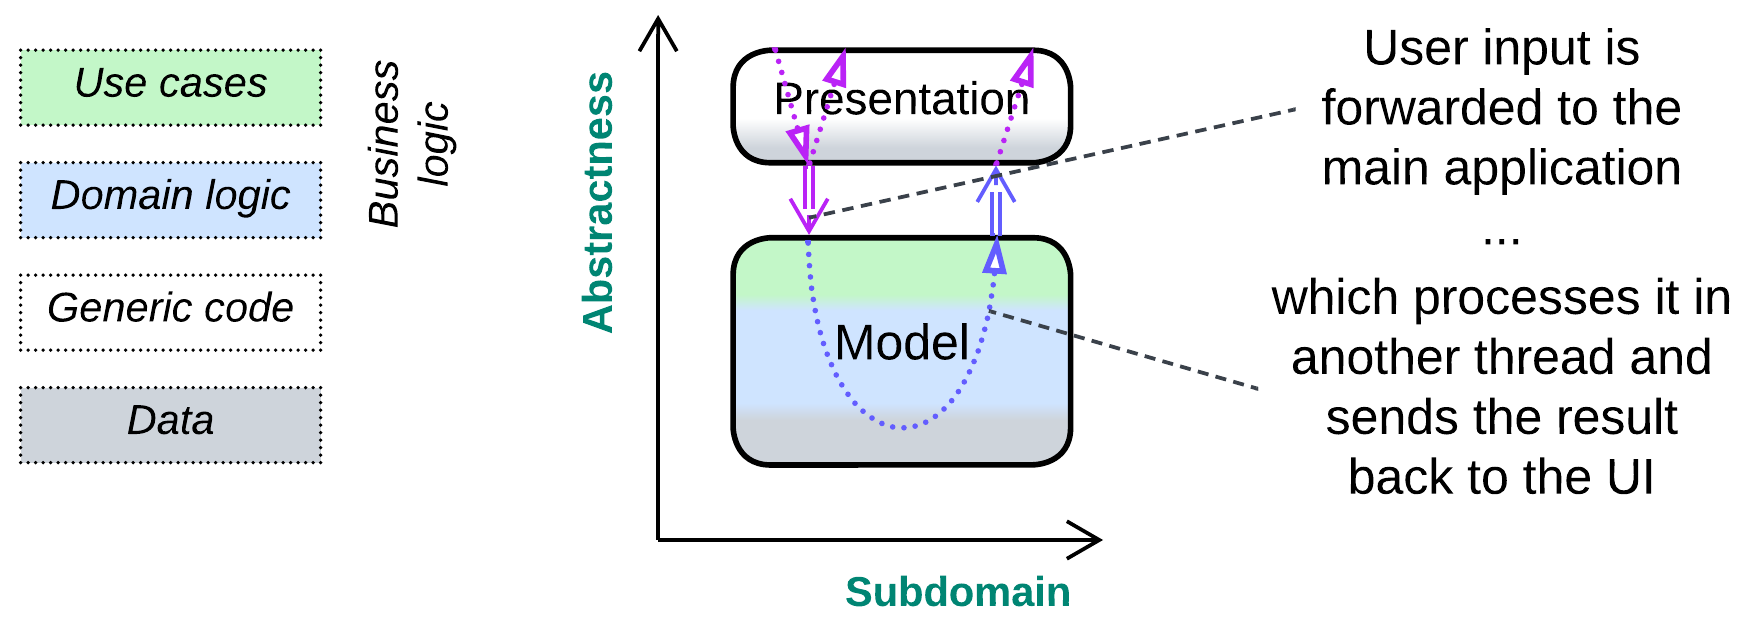 Use cases
Domain logic
Generic code
Data
Business
logic
Abstractness
Subdomain
Presentation
Model
User input is
forwarded to the
main application
...
which processes it in
another thread and
sends the result
back to the UI